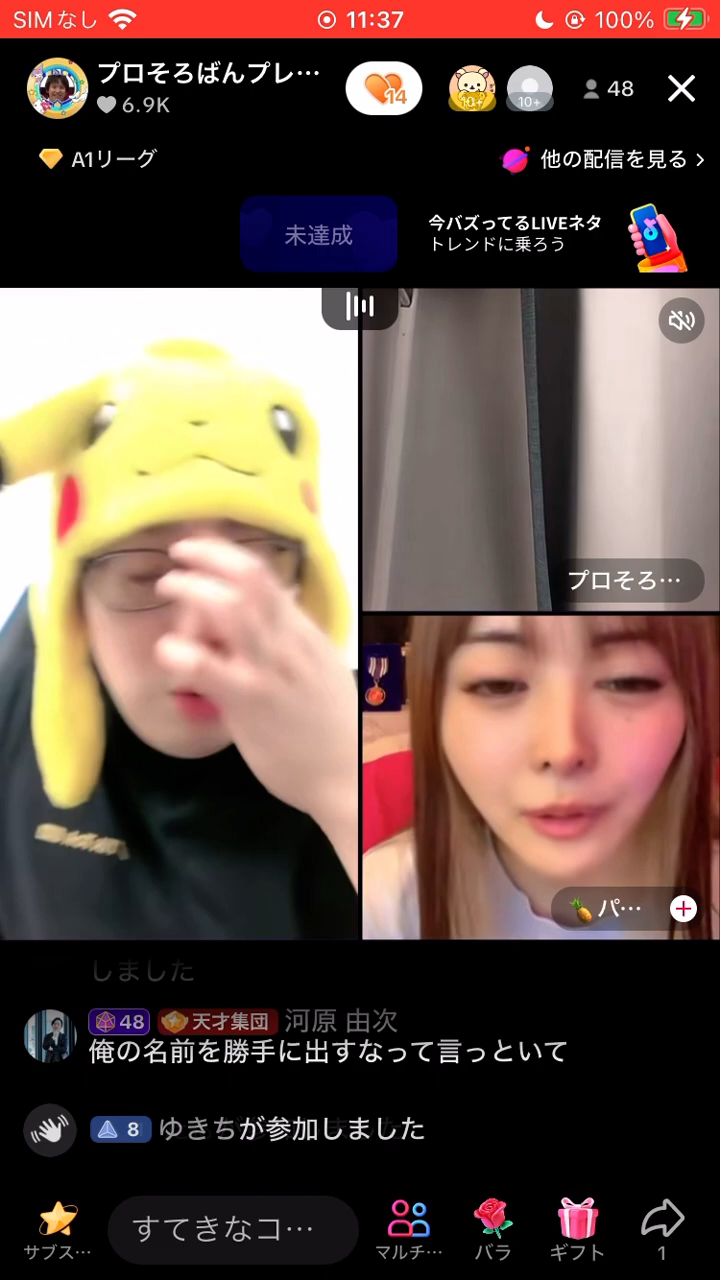 SIMなし
11:37
100%
プロそろばんプレ…
6.9K
14
10+
10+
48
A1リーグ
他の配信を見る
未達成
今バズってるLIVEネタ
トレンドに乗ろう
プロそろ…
パ…
しました
48 天才集団 河原 由次
俺の名前を勝手に出すなって言っといて
8 ゆきちが参加しました
サブス…
すてきなコ…
マルチ…
バラ
ギフト
1